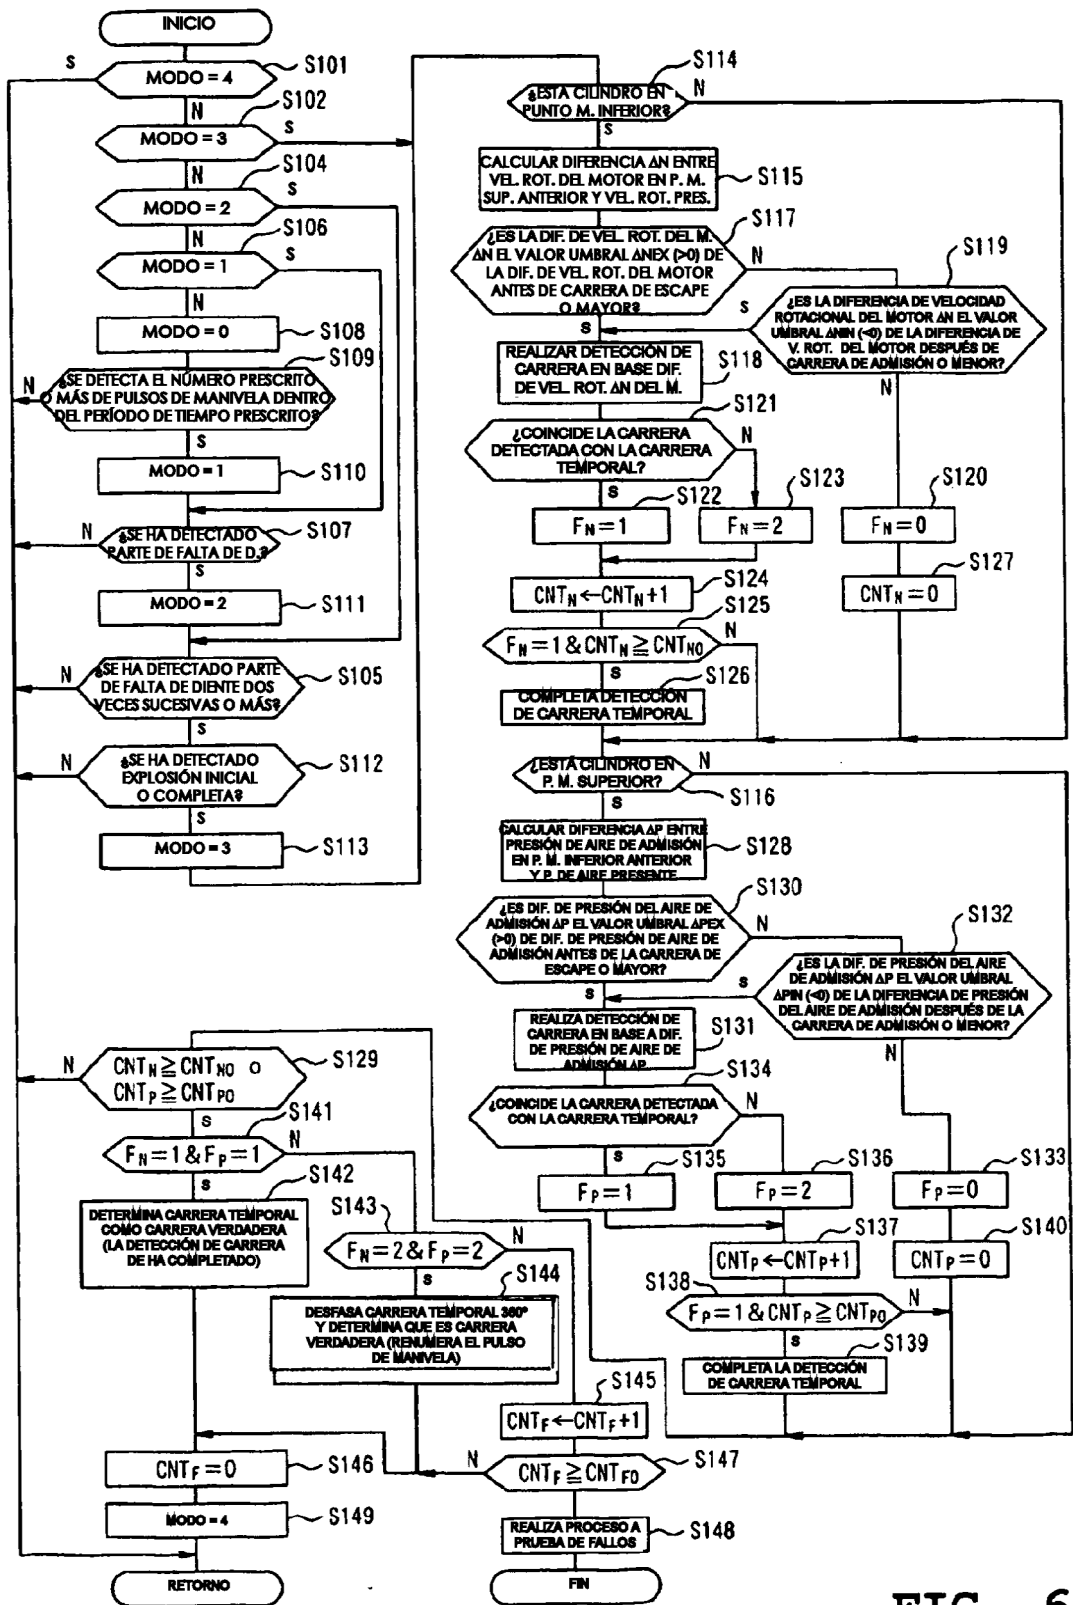 INICIO
S
MODO = 4
S101
N
MODO = 3
S102
S
N
MODO = 2
S104
S
N
MODO = 1
S106
S
N
MODO = 0
S108
¿SE DETECTA EL NÚMERO PRESCRITO
O MÁS DE PULSOS DE MANIVELA DENTRO
DEL PERÍODO DE TIEMPO PRESCRITO?
S109
N
S
MODO = 1
S110
¿SE HA DETECTADO
PARTE DE FALTA DE D.?
S107
N
S
MODO = 2
S111
¿SE HA DETECTADO PARTE
DE FALTA DE DIENTE DOS
VECES SUCESIVAS O MÁS?
S105
N
S
¿SE HA DETECTADO
EXPLOSIÓN INICIAL
O COMPLETA?
S112
N
S
MODO = 3
S113
¿ESTÁ CILINDRO EN
PUNTO M. INFERIOR?
S114
N
S
CALCULAR DIFERENCIA ΔN ENTRE
VEL. ROT. DEL MOTOR EN P. M.
SUP. ANTERIOR Y VEL. ROT. PRES.
S115
¿ES LA DIF. DE VEL. ROT. DEL M.
ΔN EL VALOR UMBRAL ΔNEX (>0) DE
LA DIF. DE VEL. ROT. DEL MOTOR
ANTES DE CARRERA DE ESCAPE
O MAYOR?
S117
N
S
¿ES LA DIFERENCIA DE VELOCIDAD
ROTACIONAL DEL MOTOR ΔN EL VALOR
UMBRAL ΔNIN (<0) DE LA DIFERENCIA DE
V. ROT. DEL MOTOR DESPUÉS DE
CARRERA DE ADMISIÓN O MENOR?
S119
S
N
REALIZAR DETECCIÓN DE
CARRERA EN BASE DIF.
DE VEL ROT. ΔN DEL M.
S118
¿COINCIDE LA CARRERA
DETECTADA CON LA CARRERA
TEMPORAL?
S121
N
S
FN = 1
S122
FN = 2
S123
FN = 0
S120
CNTN ← CNTN + 1
S124
CNTN = 0
S127
FN = 1 & CNTN ≧ CNTNO
S125
N
S
COMPLETA DETECCIÓN
DE CARRERA TEMPORAL
S126
¿ESTÁ CILINDRO EN
P. M. SUPERIOR?
S116
N
S
CALCULAR DIFERENCIA ΔP ENTRE
PRESIÓN DE AIRE DE ADMISIÓN
EN P. M. INFERIOR ANTERIOR
Y P. DE AIRE PRESENTE
S128
¿ES DIF. DE PRESIÓN DEL AIRE DE
ADMISIÓN ΔP EL VALOR UMBRAL ΔPEX
(>0) DE DIF. DE PRESIÓN DE AIRE DE
ADMISIÓN ANTES DE LA CARRERA DE
ESCAPE O MAYOR?
S130
N
S
¿ES LA DIF. DE PRESIÓN DEL AIRE
DE ADMISIÓN ΔP EL VALOR UMBRAL
ΔPIN (<0) DE LA DIFERENCIA DE PRESIÓN
DEL AIRE DE ADMISIÓN DESPUÉS DE LA
CARRERA DE ADMISIÓN O MENOR?
S132
S
N
REALIZA DETECCIÓN DE
CARRERA EN BASE A DIF.
DE PRESIÓN DE AIRE DE
ADMISIÓN ΔP
S131
¿COINCIDE LA CARRERA DETECTADA
CON LA CARRERA TEMPORAL?
S134
N
S
FP = 1
S135
FP = 2
S136
FP = 0
S133
CNTP ← CNTP + 1
S137
CNTP = 0
S140
FP = 1 & CNTP ≧ CNTPO
S138
N
S
COMPLETA LA DETECCIÓN
DE CARRERA TEMPORAL
S139
CNTN ≧ CNTNO O
CNTP ≧ CNTPO
S129
N
S
FN = 1 & FP = 1
S141
N
S
DETERMINA CARRERA TEMPORAL
COMO CARRERA VERDADERA
(LA DETECCIÓN DE CARRERA
DE HA COMPLETADO)
S142
FN = 2 & FP = 2
S143
N
S
DESFASA CARRERA TEMPORAL 360°
Y DETERMINA QUE ES CARRERA
VERDADERA (RENUMERA EL PULSO
DE MANIVELA)
S144
CNTF ← CNTF + 1
S145
CNTF = 0
S146
N
CNTF ≧ CNTFO
S147
MODO = 4
S149
REALIZA PROCESO A
PRUEBA DE FALLOS
S148
RETORNO
FIN
FIG. 6